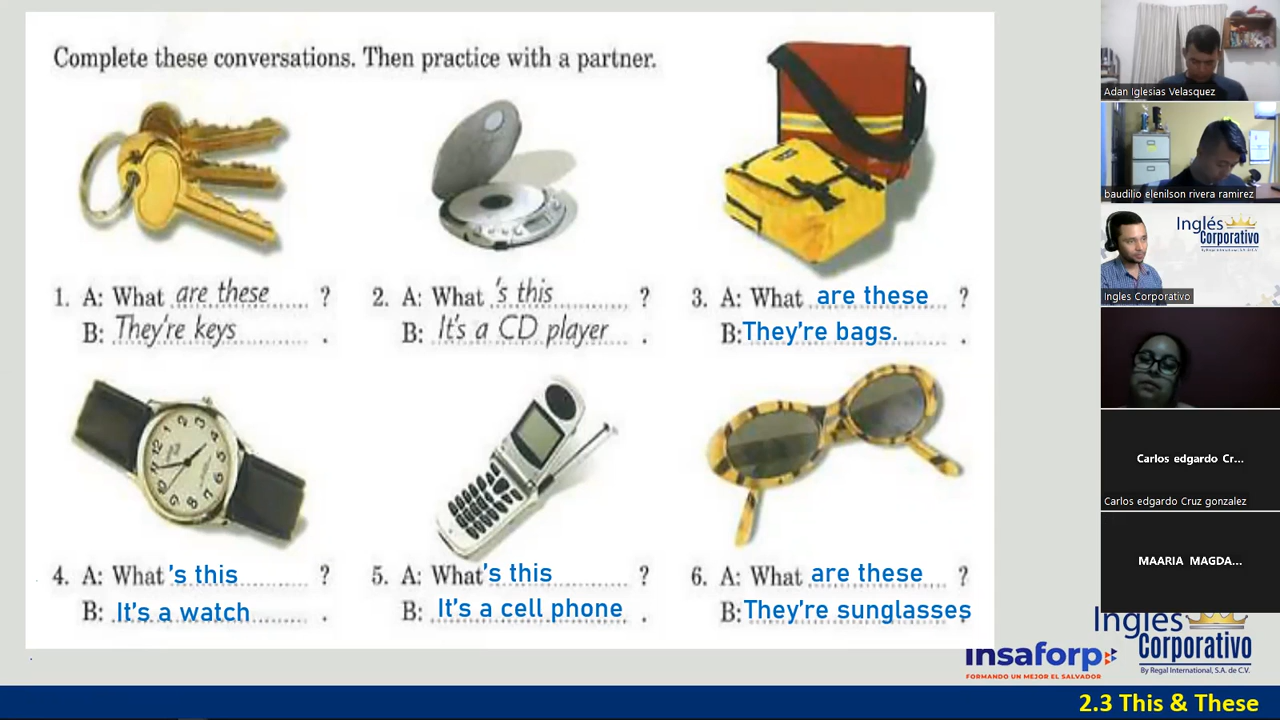 Complete these conversations. Then practice with a partner.
1. A: What are these ?
B: They're keys .
2. A: What 's this ?
B: It's a CD player .
3. A: What are these ?
B: They're bags. .
4. A: What 's this ?
B: It's a watch .
5. A: What 's this ?
B: It's a cell phone .
6. A: What are these ?
B: They're sunglasses .
Adan Iglesias Velasquez
baudilio elenilson rivera ramirez
Inglés
Corporativo
By Regal International, S.A. de C.V.
Ingles Corporativo
Carlos edgardo Cr...
Carlos edgardo Cruz gonzalez
MAARIA MAGDA...
insaforp
FORMANDO UN MEJOR EL SALVADOR
Inglés
Corporativo
By Regal International, S.A. de C.V.
2.3 This & These